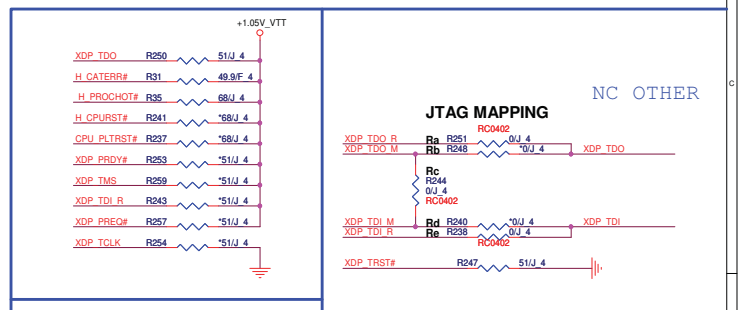 +1.05V_VTT
XDP_TDO R250 51/J_4
H_CATERR# R31 49.9/F_4
H_PROCHOT# R35 68/J_4
H_CPURST# R241 *68/J_4
CPU_PLTRST# R237 *68/J_4
XDP_PRDY# R253 *51/J_4
XDP_TMS R259 *51/J_4
XDP_TDI_R R243 *51/J_4
XDP_PREQ# R257 *51/J_4
XDP_TCLK R254 *51/J_4
C
NC OTHER
JTAG MAPPING
RC0402
XDP_TDO_R Ra R251 0/J_4
XDP_TDO_M Rb R248 *0/J_4 XDP_TDO
Rc
R244
0/J_4
RC0402
XDP_TDI_M Rd R240 *0/J_4 XDP_TDI
XDP_TDI_R Re R238 0/J_4
RC0402
XDP_TRST# R247 51/J_4